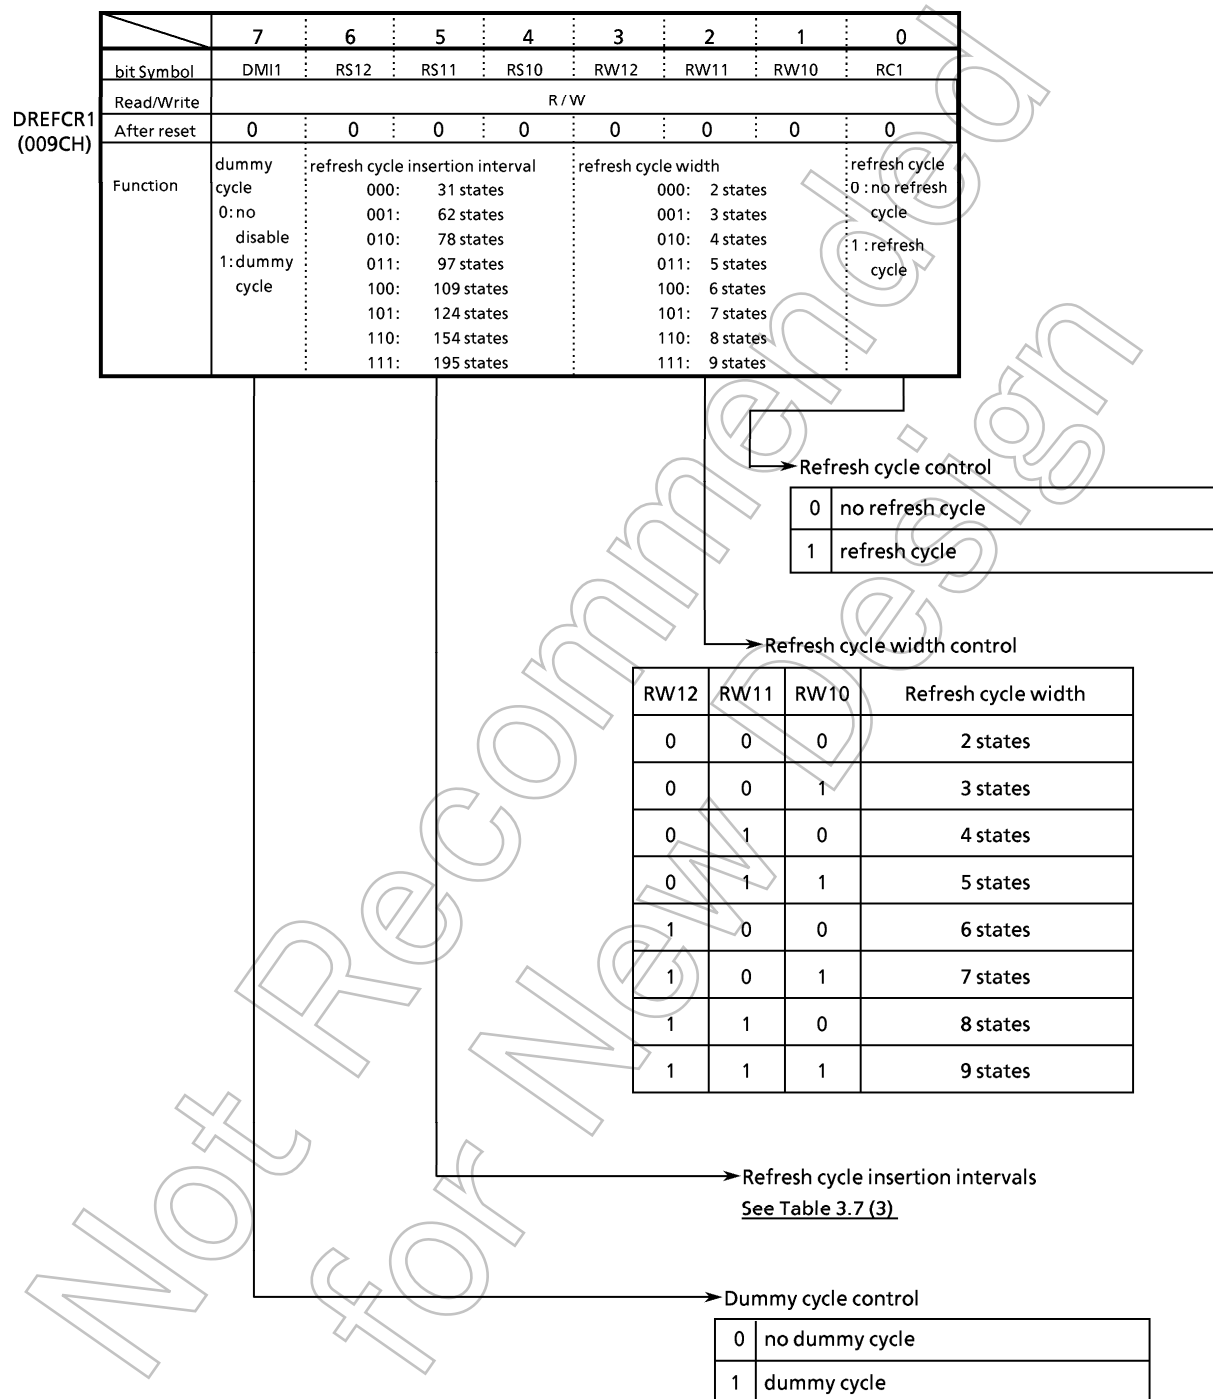 7 6 5 4 3 2 1 0
bit Symbol DMI1 RS12 RS11 RS10 RW12 RW11 RW10 RC1
Read/Write R / W
DREFCR1
(009CH)
After reset 0 0 0 0 0 0 0 0
Function
dummy
cycle
0: no
disable
1: dummy
cycle
refresh cycle insertion interval
000: 31 states
001: 62 states
010: 78 states
011: 97 states
100: 109 states
101: 124 states
110: 154 states
111: 195 states
refresh cycle width
000: 2 states
001: 3 states
010: 4 states
011: 5 states
100: 6 states
101: 7 states
110: 8 states
111: 9 states
refresh cycle
0 : no refresh
cycle
1 : refresh
cycle
Refresh cycle control
0 no refresh cycle
1 refresh cycle
Refresh cycle width control
RW12 RW11 RW10 Refresh cycle width
0 0 0 2 states
0 0 1 3 states
0 1 0 4 states
0 1 1 5 states
1 0 0 6 states
1 0 1 7 states
1 1 0 8 states
1 1 1 9 states
Refresh cycle insertion intervals
See Table 3.7 (3)
Dummy cycle control
0 no dummy cycle
1 dummy cycle
Not Recommended
for New Design